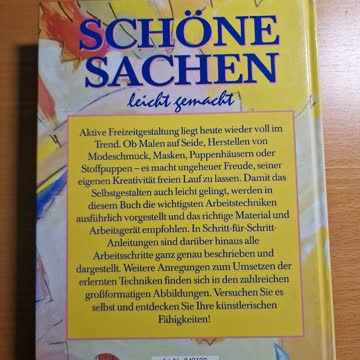 SCHÖNE
SACHEN
leicht gemacht
Aktive Freizeitgestaltung liegt heute wieder voll im
Trend. Ob Malen auf Seide, Herstellen von
Modeschmuck, Masken, Puppenhäusern oder
Stoffpuppen – es macht ungeheuer Freude, seiner
eigenen Kreativität freien Lauf zu lassen. Damit das
Selbstgestalten auch leicht gelingt, werden in
diesem Buch die wichtigsten Arbeitstechniken
ausführlich vorgestellt und das richtige Material und
Arbeitsgerät empfohlen. In Schritt-für-Schritt-
Anleitungen sind darüber hinaus alle
Arbeitsschritte ganz genau beschrieben und
dargestellt. Weitere Anregungen zum Umsetzen der
erlernten Techniken finden sich in den zahlreichen
großformatigen Abbildungen. Versuchen Sie es
selbst und entdecken Sie Ihre künstlerischen
Fähigkeiten!